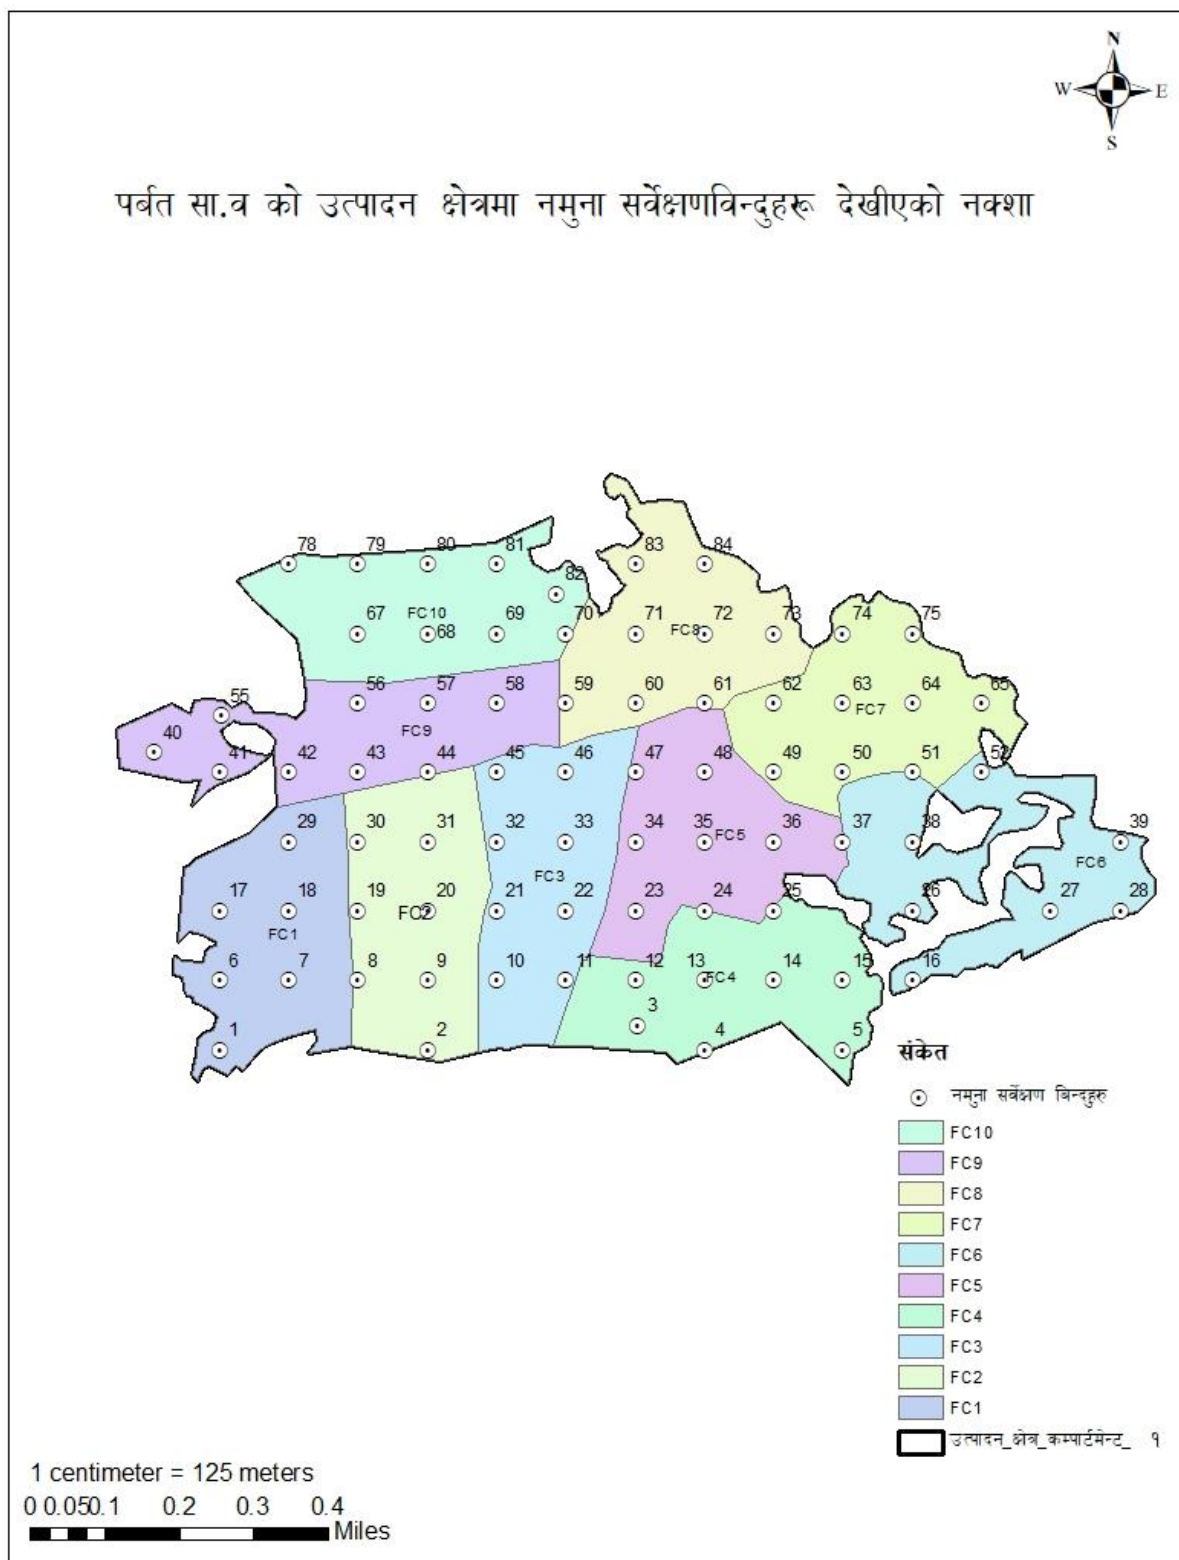 N
W E
S
पर्बत सा.व को उत्पादन क्षेत्रमा नमुना सर्वेक्षणविन्दुहरू देखीएको नक्शा
83 84
78 79 80 81
82
67 FC10 68 69 70 71 FC8 72 73 74 75
55 56 57 58 59 60 61 62 63 FC7 64 65
40 41 42 43 FC9 44 45 46 47 48 49 50 51 52
29 30 31 32 33 34 35 FC5 36 37 38 39
FC6
17 18 19 20 21 FC3 22 23 24 25 26 27 28
FC1 FC2
6 7 8 9 10 11 12 13 FC4 14 15 16
1 2 3 4 5
संकेत
नमुना सर्बेक्षण बिन्दुहरु
FC10
FC9
FC8
FC7
FC6
FC5
FC4
FC3
FC2
FC1
उत्पादन_क्षेत्र_कम्पार्टमेन्ट_ १
1 centimeter = 125 meters
0 0.05 0.1 0.2 0.3 0.4
Miles